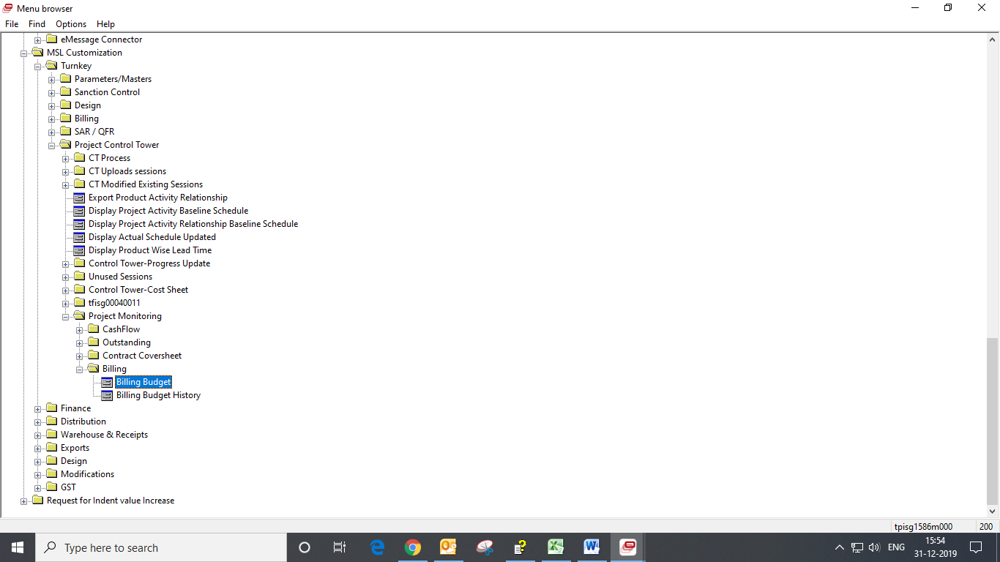 Menu browser
File Find Options Help
eMessage Connector
MSL Customization
Turnkey
Parameters/Masters
Sanction Control
Design
Billing
SAR / QFR
Project Control Tower
CT Process
CT Uploads sessions
CT Modified Existing Sessions
Export Product Activity Relationship
Display Project Activity Baseline Schedule
Display Project Activity Relationship Baseline Schedule
Display Actual Schedule Updated
Display Product Wise Lead Time
Control Tower-Progress Update
Unused Sessions
Control Tower-Cost Sheet
tfisg00040011
Project Monitoring
CashFlow
Outstanding
Contract Coversheet
Billing
Billing Budget
Billing Budget History
Finance
Distribution
Warehouse & Receipts
Exports
Design
Modifications
GST
Request for Indent value Increase
tpisg1586m000 200
Type here to search
ENG
15:54
31-12-2019